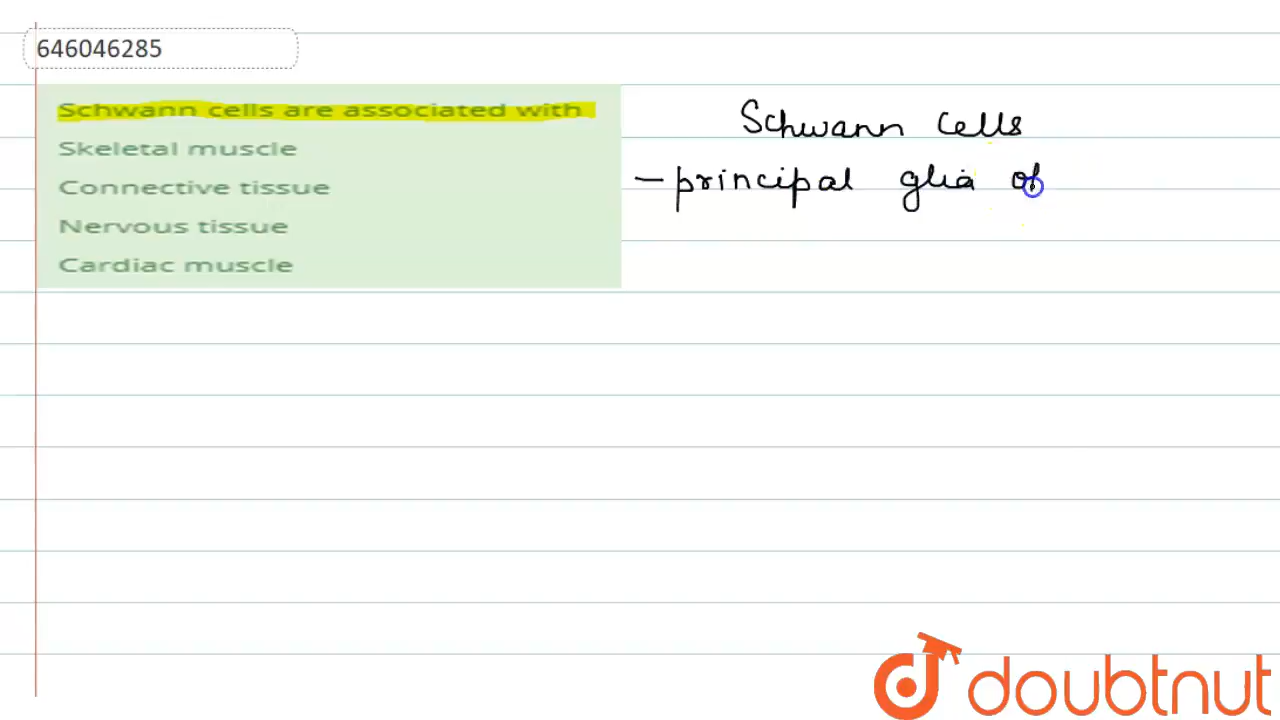 646046285
Schwann cells are associated with
Skeletal muscle
Connective tissue
Nervous tissue
Cardiac muscle
Schwann Cells
- principal glia of
doubtnut